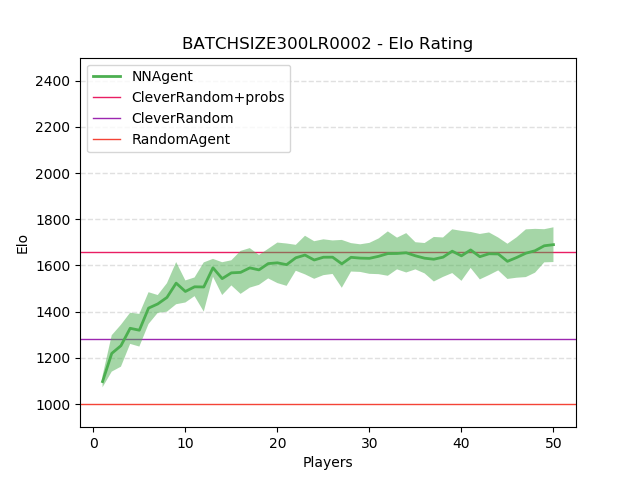 BATCHSIZE300LR0002 - Elo Rating
NNAgent
CleverRandom+probs
CleverRandom
RandomAgent
Elo
2400
2200
2000
1800
1600
1400
1200
1000
0 10 20 30 40 50
Players